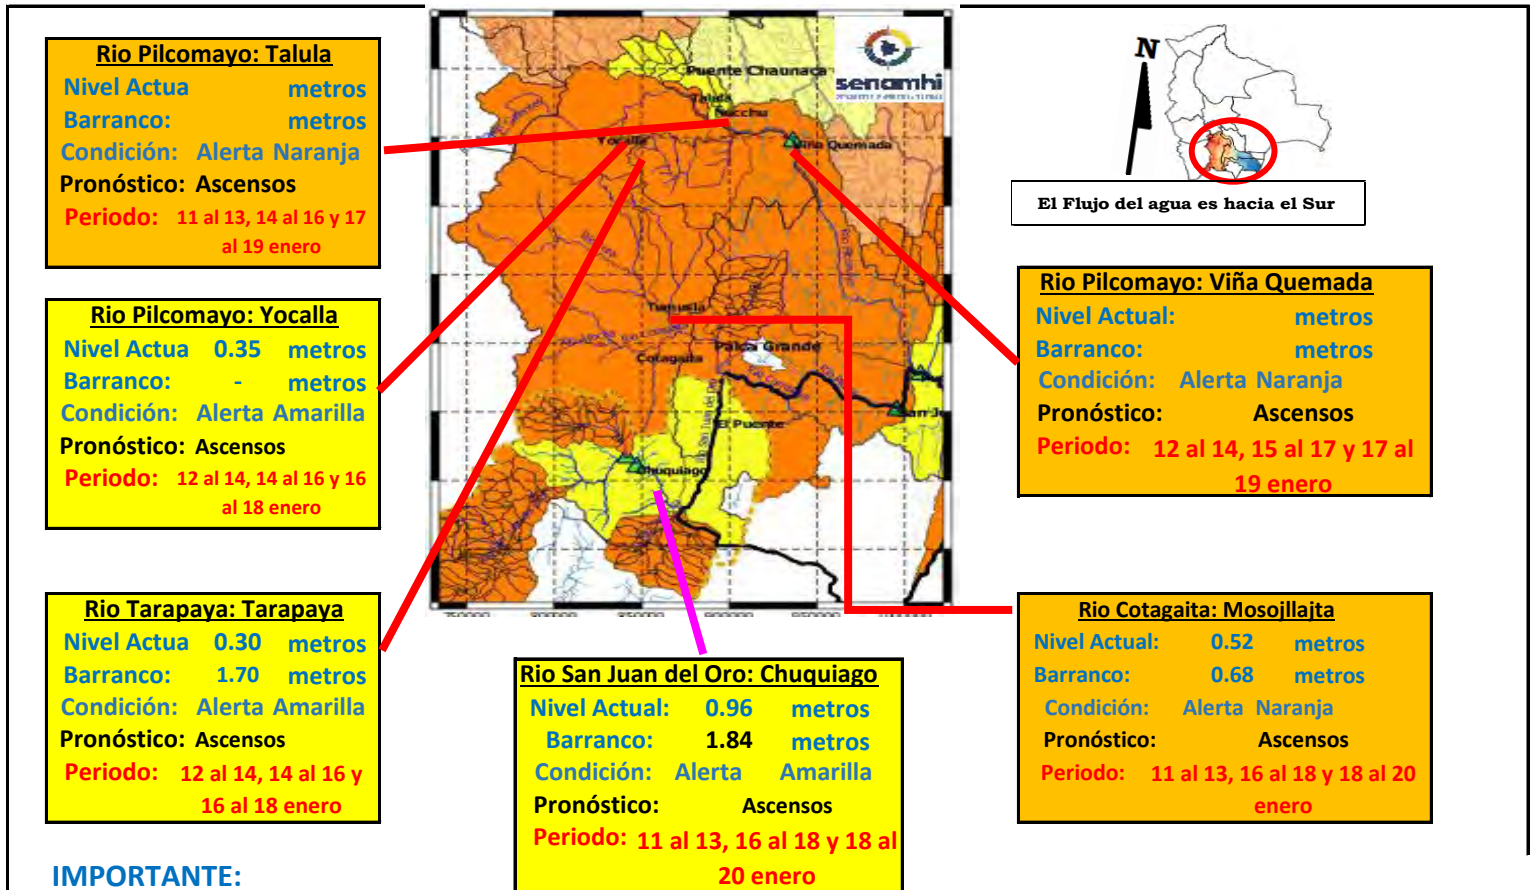 Rio Pilcomayo: Talula
Nivel Actua metros
Barranco: metros
Condición: Alerta Naranja
Pronóstico: Ascensos
Periodo: 11 al 13, 14 al 16 y 17
al 19 enero
Rio Pilcomayo: Yocalla
Nivel Actua 0.35 metros
Barranco: - metros
Condición: Alerta Amarilla
Pronóstico: Ascensos
Periodo: 12 al 14, 14 al 16 y 16
al 18 enero
Rio Tarapaya: Tarapaya
Nivel Actua 0.30 metros
Barranco: 1.70 metros
Condición: Alerta Amarilla
Pronóstico: Ascensos
Periodo: 12 al 14, 14 al 16 y
16 al 18 enero
IMPORTANTE:
senamhi
Puente Chaunaca
Talula
Yocalla
Viña Quemada
Tumusla
Palca Grande
Cotagaita
El Puente
Chuquiago
Rio San Juan del Oro: Chuquiago
Nivel Actual: 0.96 metros
Barranco: 1.84 metros
Condición: Alerta Amarilla
Pronóstico: Ascensos
Periodo: 11 al 13, 16 al 18 y 18 al
20 enero
N
El Flujo del agua es hacia el Sur
Rio Pilcomayo: Viña Quemada
Nivel Actual: metros
Barranco: metros
Condición: Alerta Naranja
Pronóstico: Ascensos
Periodo: 12 al 14, 15 al 17 y 17 al
19 enero
Rio Cotagaita: Mosojllajta
Nivel Actual: 0.52 metros
Barranco: 0.68 metros
Condición: Alerta Naranja
Pronóstico: Ascensos
Periodo: 11 al 13, 16 al 18 y 18 al 20
enero